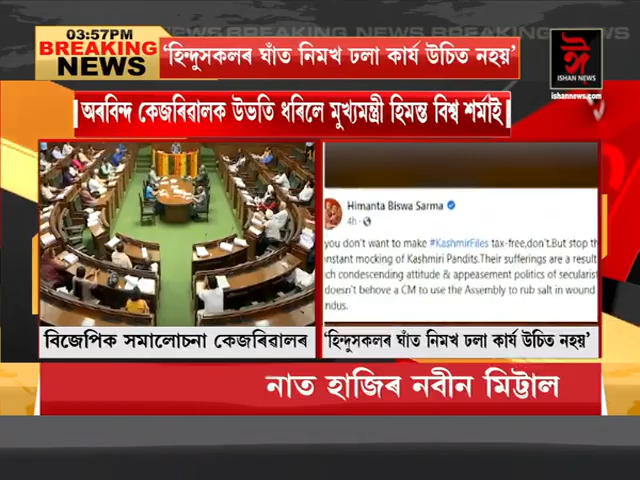 03:57PM
BREAKING
NEWS
‘হিন্দুসকলৰ ঘাঁত নিমখ ঢলা কাৰ্য উচিত নহয়’
ঈ
ISHAN NEWS
ishannews.com
অৰবিন্দ কেজৰিৱালক উভতি ধৰিলে মুখ্যমন্ত্ৰী হিমন্ত বিশ্ব শৰ্মাই
Himanta Biswa Sarma
4h
you don't want to make #KashmirFiles tax-free,don't.But stop th
nstant mocking of Kashmiri Pandits.Their sufferings are a result
ch condescending attitude & appeasement politics of secularist
doesn't behove a CM to use the Assembly to rub salt in wound
ndus.
বিজেপিক সমালোচনা কেজৰিৱালৰ
‘হিন্দুসকলৰ ঘাঁত নিমখ ঢলা কাৰ্য উচিত নহয়’
নাত হাজিৰ নবীন মিট্টাল